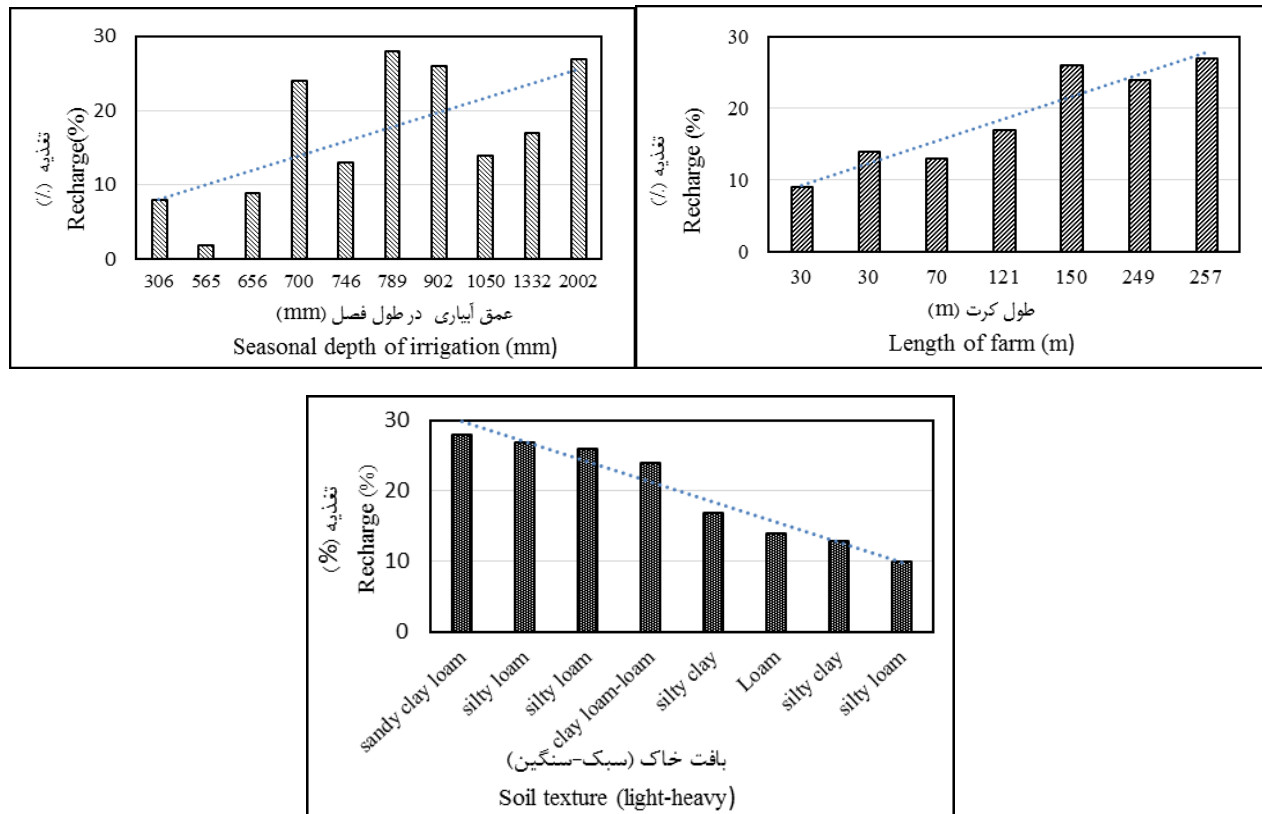 30
20
10
0
تغذیه (٪)
Recharge(%)
306 565 656 700 746 789 902 1050 1332 2002
عمق آبیاری در طول فصل (mm)
Seasonal depth of irrigation (mm)
30
20
10
0
تغذیه (٪)
Recharge (%)
30 30 70 121 150 249 257
طول کرت (m)
Length of farm (m)
30
20
10
0
تغذیه (%)
Recharge (%)
sandy clay loam
silty loam
silty loam
clay loam-loam
silty clay
Loam
silty clay
silty loam
بافت خاک (سبک-سنگین)
Soil texture (light-heavy)